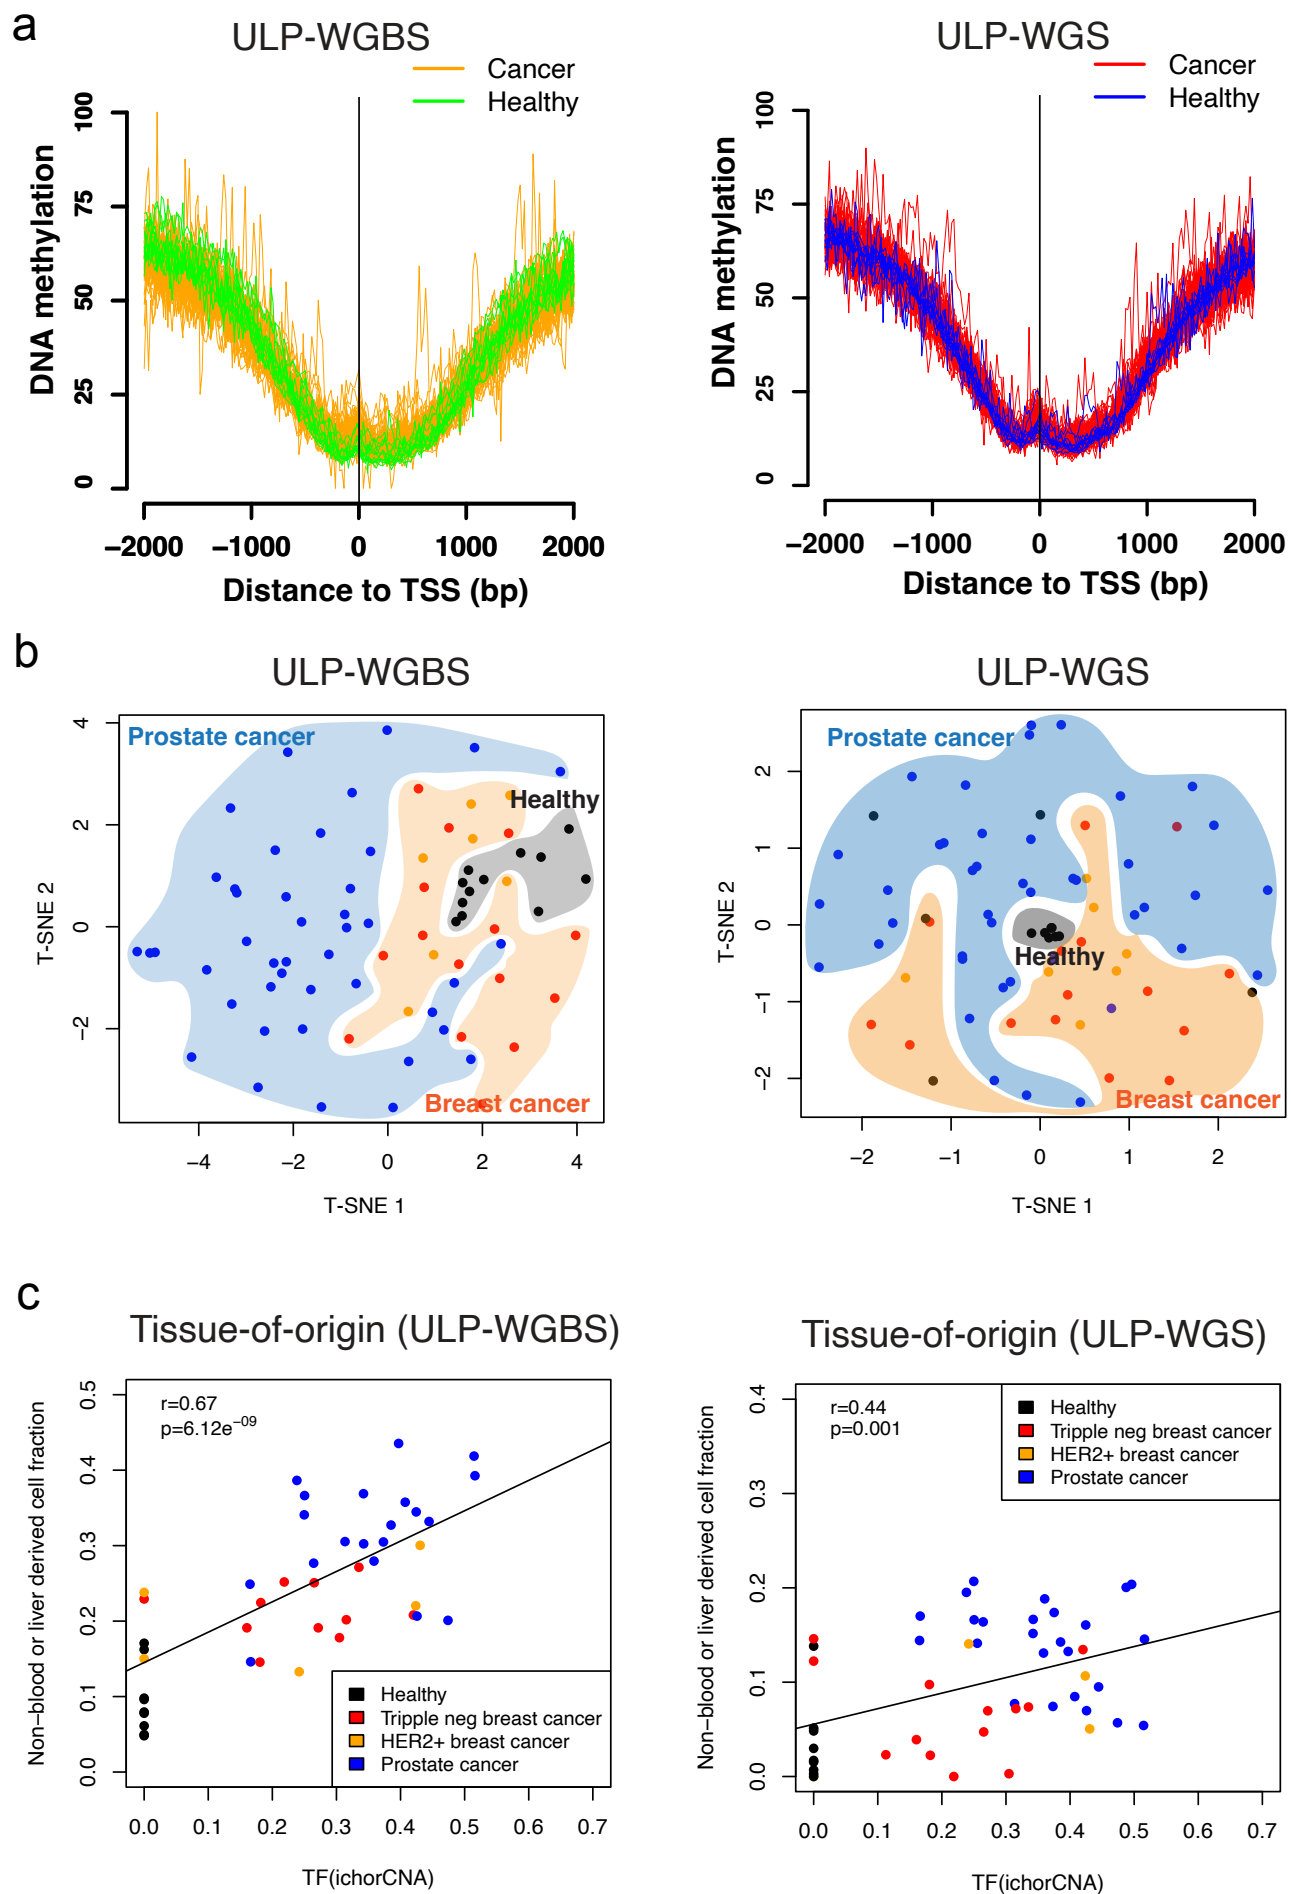 a
ULP-WGBS
Cancer
Healthy
100
75
50
25
0
DNA methylation
−2000 −1000 0 1000 2000
Distance to TSS (bp)
ULP-WGS
Cancer
Healthy
100
75
50
25
0
DNA methylation
−2000 −1000 0 1000 2000
Distance to TSS (bp)
b
ULP-WGBS
Prostate cancer
Healthy
Breast cancer
4
2
0
−2
T-SNE 2
−4 −2 0 2 4
T-SNE 1
ULP-WGS
Prostate cancer
Healthy
Breast cancer
2
1
0
−1
−2
T-SNE 2
−2 −1 0 1 2
T-SNE 1
c
Tissue-of-origin (ULP-WGBS)
r=0.67
p=6.12e−09
Healthy
Tripple neg breast cancer
HER2+ breast cancer
Prostate cancer
0.5
0.4
0.3
0.2
0.1
0.0
Non−blood or liver derived cell fraction
0.0 0.1 0.2 0.3 0.4 0.5 0.6 0.7
TF(ichorCNA)
Tissue-of-origin (ULP-WGS)
r=0.44
p=0.001
Healthy
Tripple neg breast cancer
HER2+ breast cancer
Prostate cancer
0.4
0.3
0.2
0.1
0.0
Non−blood or liver derived cell fraction
0.0 0.1 0.2 0.3 0.4 0.5 0.6 0.7
TF(ichorCNA)